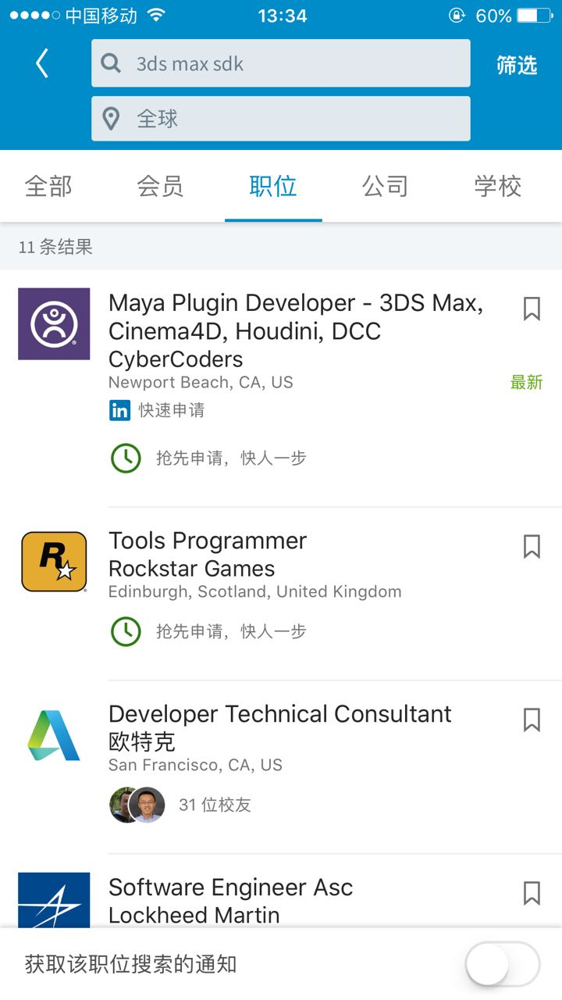 中国移动
13:34
60%
3ds max sdk
筛选
全球
全部
会员
职位
公司
学校
11 条结果
Maya Plugin Developer - 3DS Max,
Cinema4D, Houdini, DCC
CyberCoders
Newport Beach, CA, US
最新
in 快速申请
抢先申请，快人一步
R
Tools Programmer
Rockstar Games
Edinburgh, Scotland, United Kingdom
抢先申请，快人一步
Developer Technical Consultant
欧特克
San Francisco, CA, US
31 位校友
Software Engineer Asc
Lockheed Martin
获取该职位搜索的通知